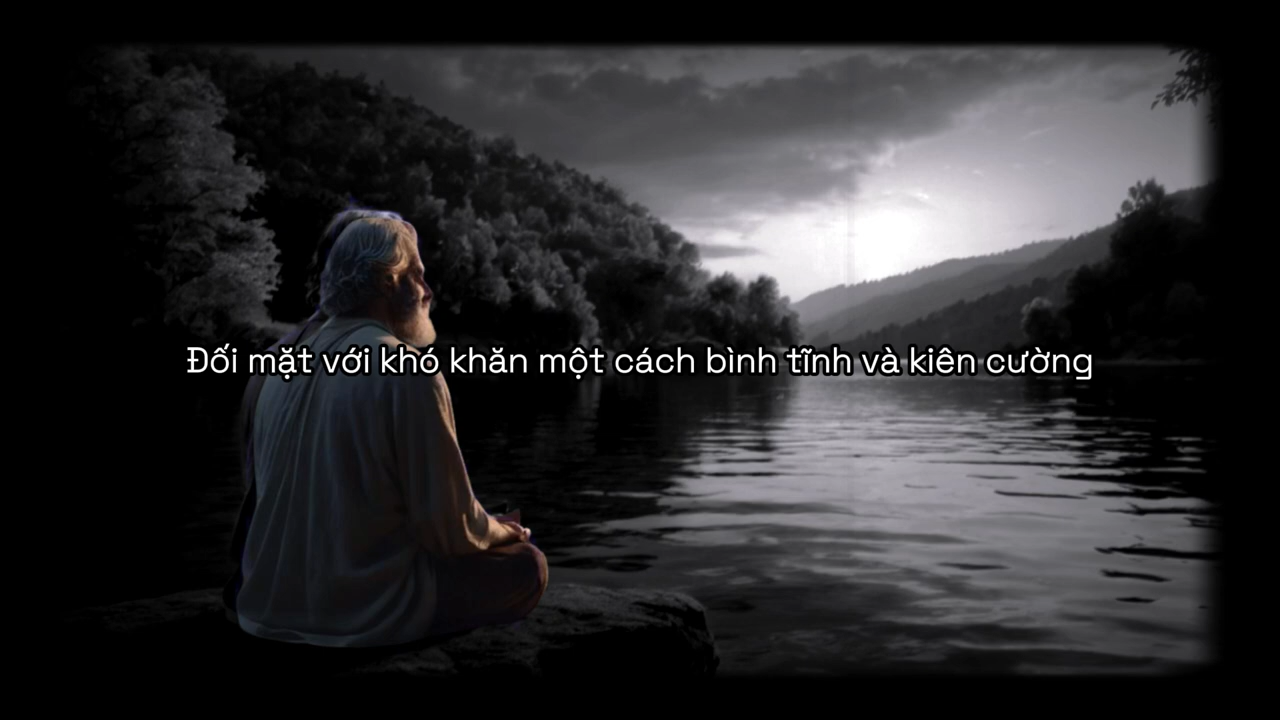 Đối mặt với khó khăn một cách bình tĩnh và kiên cường